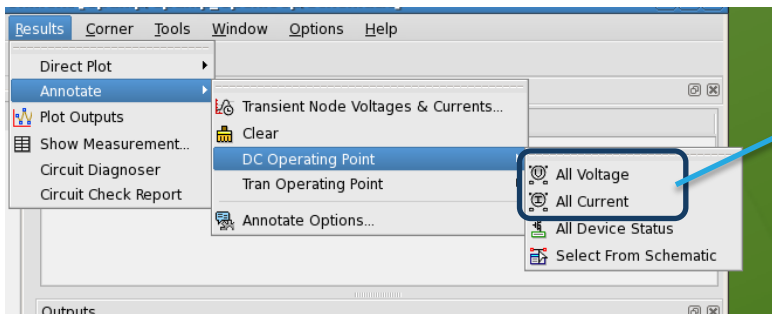 Results Corner Tools Window Options Help
Direct Plot
Annotate
Plot Outputs
Show Measurement...
Circuit Diagnoser
Circuit Check Report
Transient Node Voltages & Currents...
Clear
DC Operating Point
Tran Operating Point
Annotate Options...
All Voltage
All Current
All Device Status
Select From Schematic
Outputs